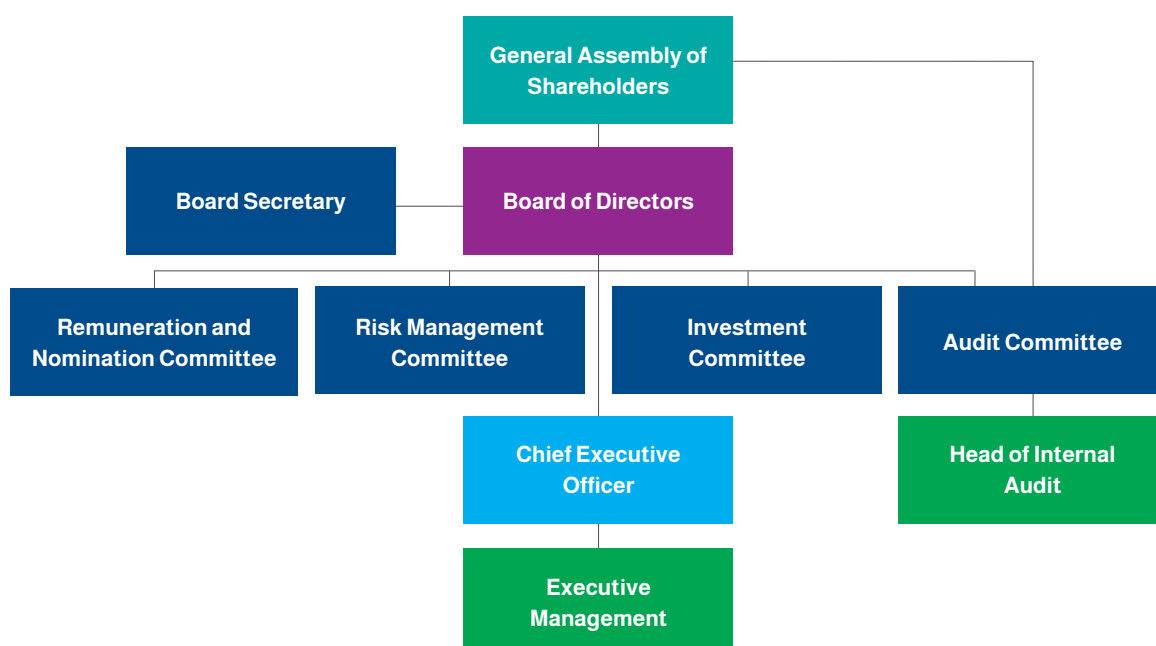 General Assembly of
Shareholders
Board Secretary
Board of Directors
Remuneration and
Nomination Committee
Risk Management
Committee
Investment
Committee
Audit Committee
Chief Executive
Officer
Head of Internal
Audit
Executive
Management